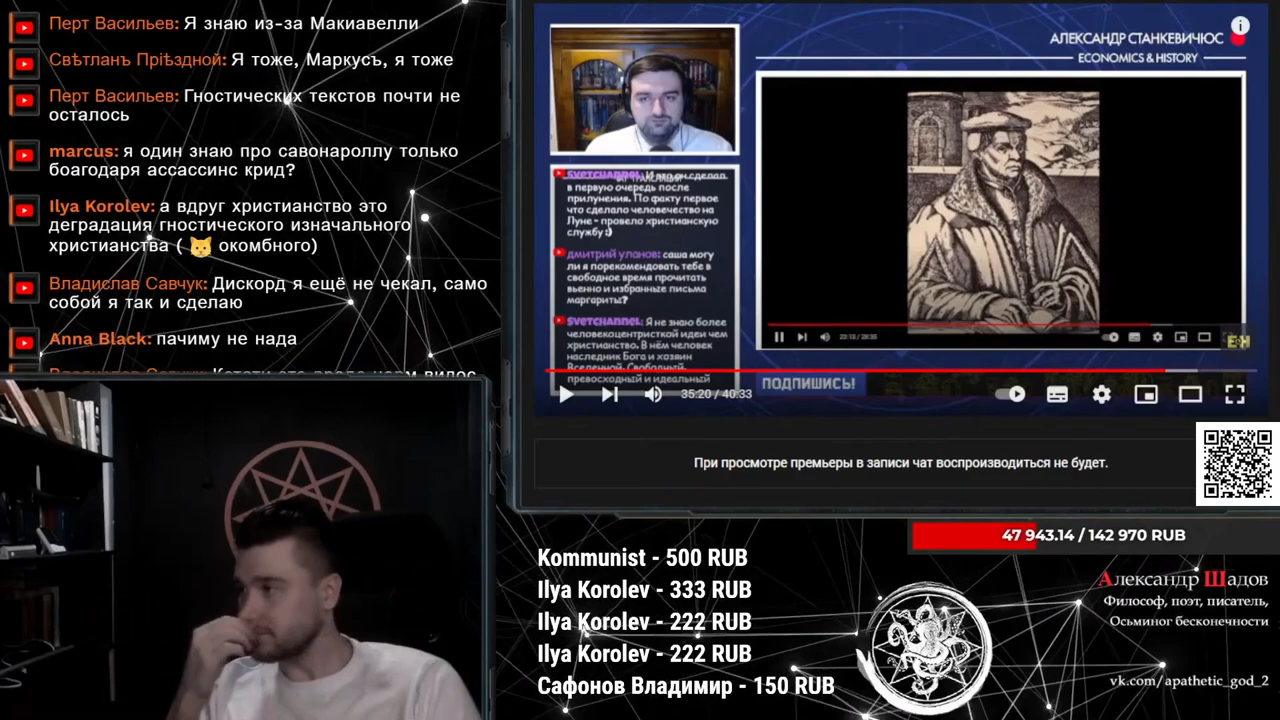 Перт Васильев: Я знаю из-за Макиавелли
Свѣтланъ Прiѣздной: Я тоже, Маркусъ, я тоже
Перт Васильев: Гностических текстов почти не
осталось
marcus: я один знаю про савонароллу только
боагодаря ассассинс крид?
Ilya Korolev: а вдруг христианство это
деградация гностического изначального
христианства ( 😺 окомбного)
Владислав Савчук: Дискорд я ещё не чекал, само
собой я так и сделаю
Anna Black: пачиму не нада
АЛЕКСАНДР СТАНКЕВИЧЮС
ECONOMICS & HISTORY
SVETCHANNEL:
в первую очередь после
прилунения. По факту первое
что сделало человечество на
Луне - провело христианскую
службу :)
дмитрий уланов: саша могу
ли я порекомендовать тебе в
свободное время прочитать
вьенно и избранные письма
маргариты?
SVETCHANNEL: Я не знаю более
человекоцентристкой идеи чем
христианство. В нём человек
наследник Бога и хозяин
Вселенной. Свободный,
превосходный и идеальный
ПОДПИШИСЬ!
E&H
35:20 / 40:33
При просмотре премьеры в записи чат воспроизводиться не будет.
47 943.14 / 142 970 RUB
Kommunist - 500 RUB
Ilya Korolev - 333 RUB
Ilya Korolev - 222 RUB
Ilya Korolev - 222 RUB
Сафонов Владимир - 150 RUB
Александр Шадов
Философ, поэт, писатель,
Осьминог бесконечности
vk.com/apathetic_god_2